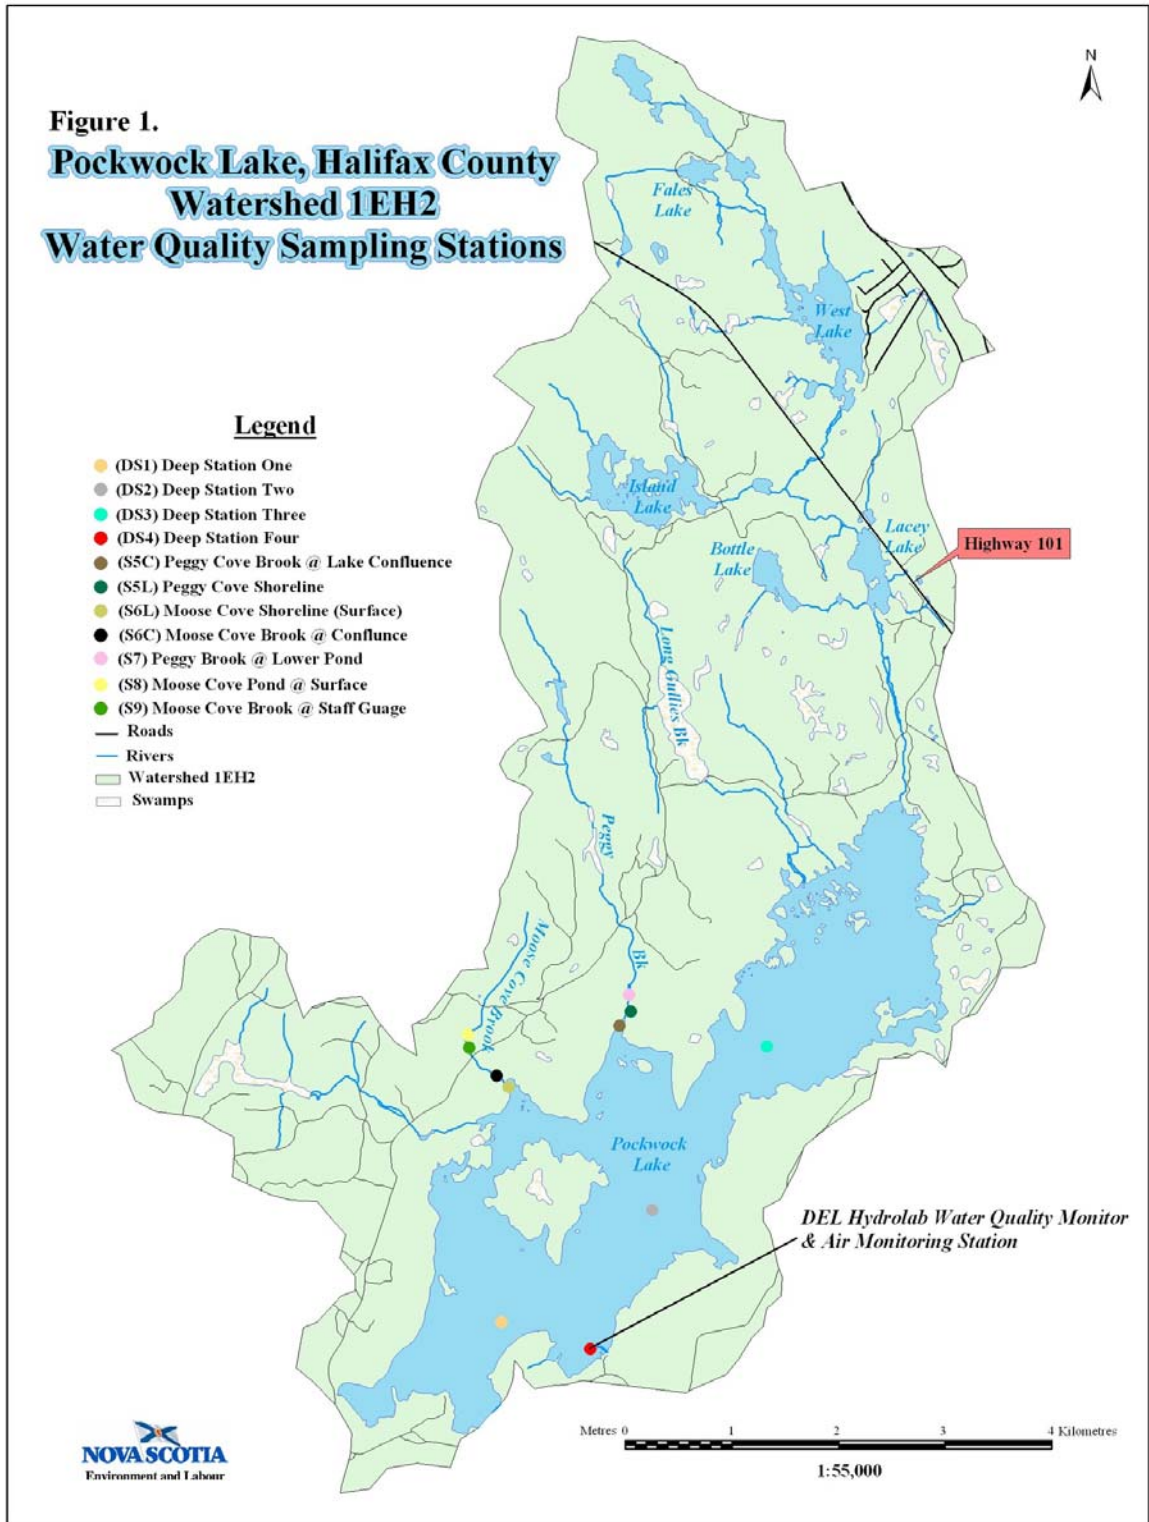 Figure 1.
Pockwock Lake, Halifax County
Watershed 1EH2
Water Quality Sampling Stations
N
Fales
Lake
West
Lake
Legend
(DS1) Deep Station One
(DS2) Deep Station Two
(DS3) Deep Station Three
(DS4) Deep Station Four
(S5C) Peggy Cove Brook @ Lake Confluence
(S5L) Peggy Cove Shoreline
(S6L) Moose Cove Shoreline (Surface)
(S6C) Moose Cove Brook @ Conflunce
(S7) Peggy Brook @ Lower Pond
(S8) Moose Cove Pond @ Surface
(S9) Moose Cove Brook @ Staff Guage
Roads
Rivers
Watershed 1EH2
Swamps
Island
Lake
Lacey
Lake
Bottle
Lake
Highway 101
Long Gullies Bk
Peggy
Bk
Moose Cove Brook
Pockwock
Lake
DEL Hydrolab Water Quality Monitor
& Air Monitoring Station
NOVA SCOTIA
Environment and Labour
Metres 0 1 2 3 4 Kilometres
1:55,000